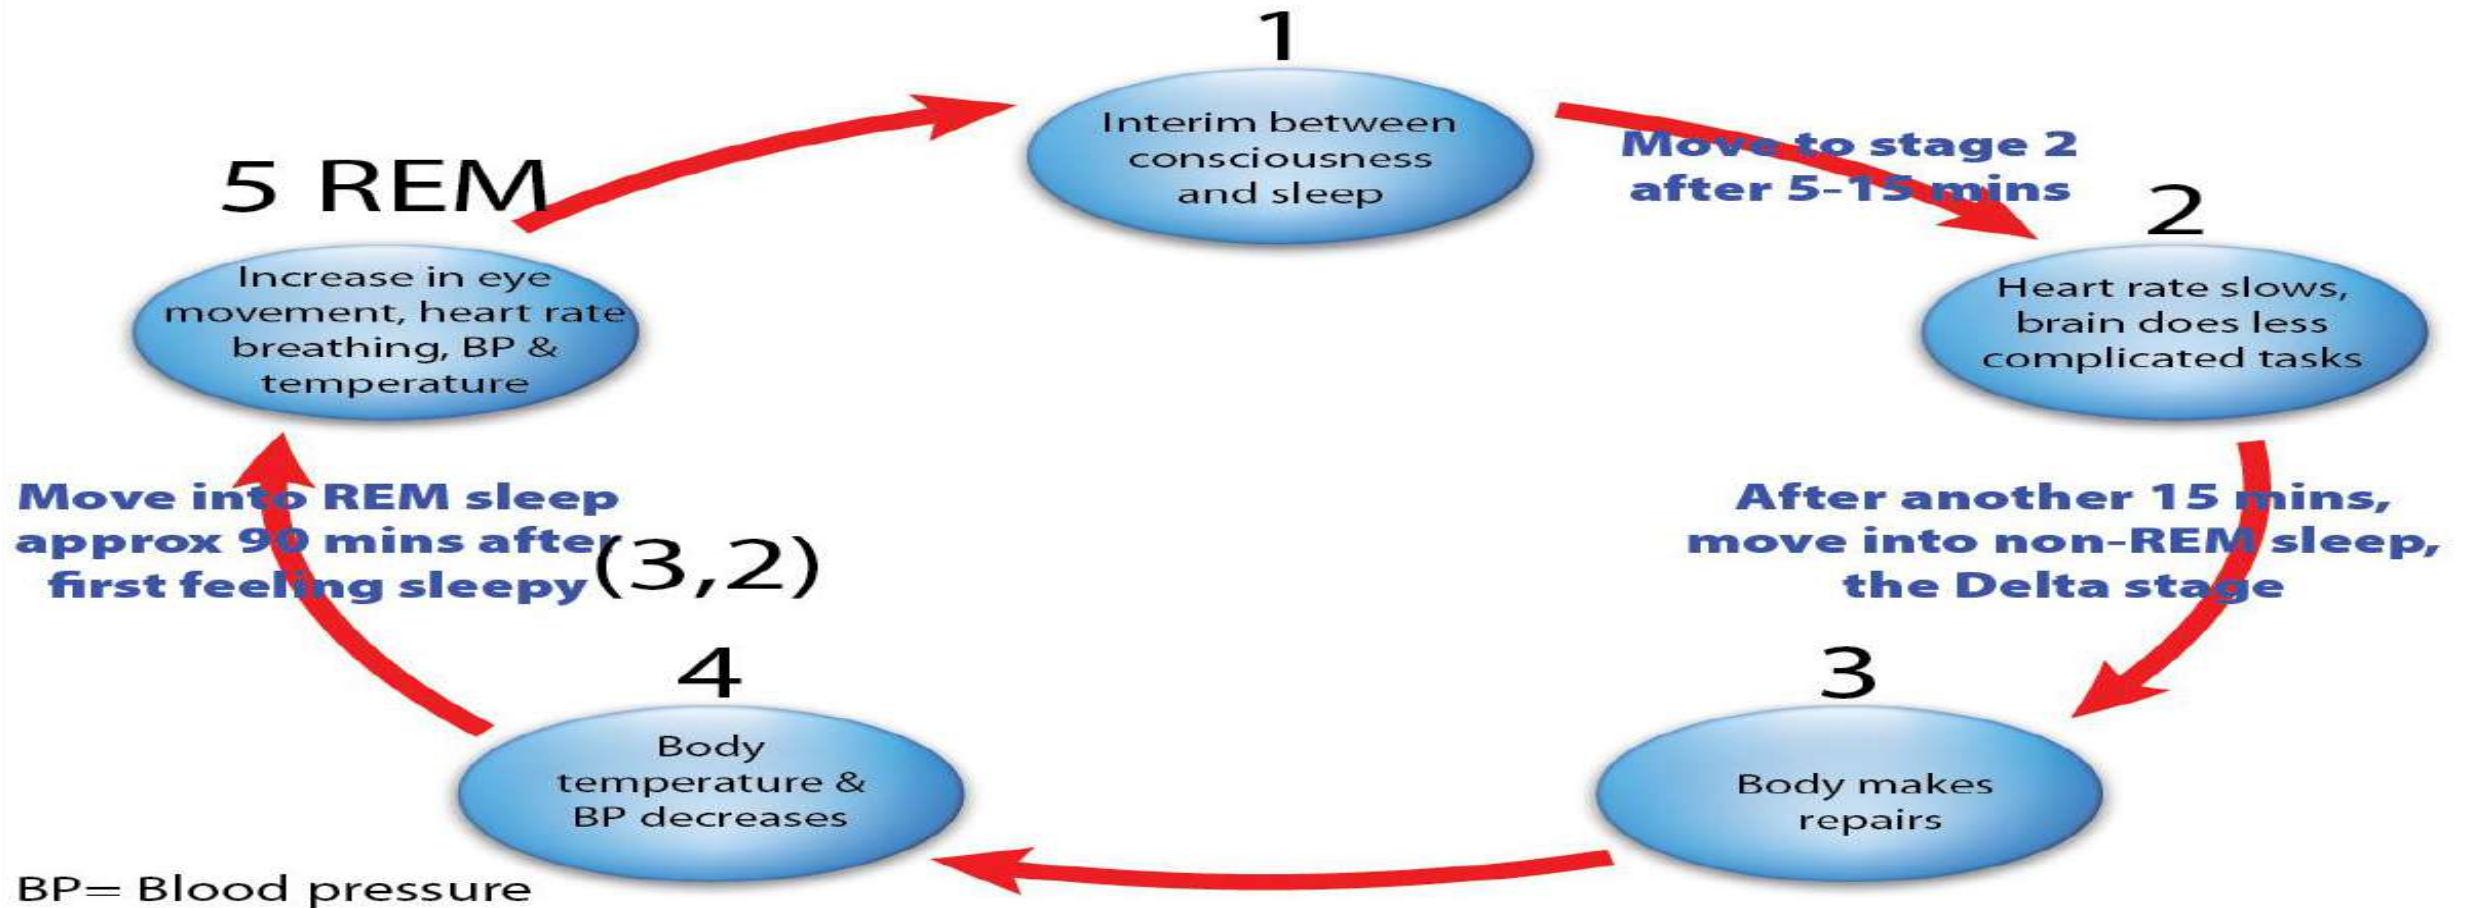 1
Interim between
consciousness
and sleep
Move to stage 2
after 5-15 mins
2
Heart rate slows,
brain does less
complicated tasks
After another 15 mins,
move into non-REM sleep,
the Delta stage
3
Body makes
repairs
4
Body
temperature &
BP decreases
(3,2)
Move into REM sleep
approx 90 mins after
first feeling sleepy
5 REM
Increase in eye
movement, heart rate
breathing, BP &
temperature
BP= Blood pressure